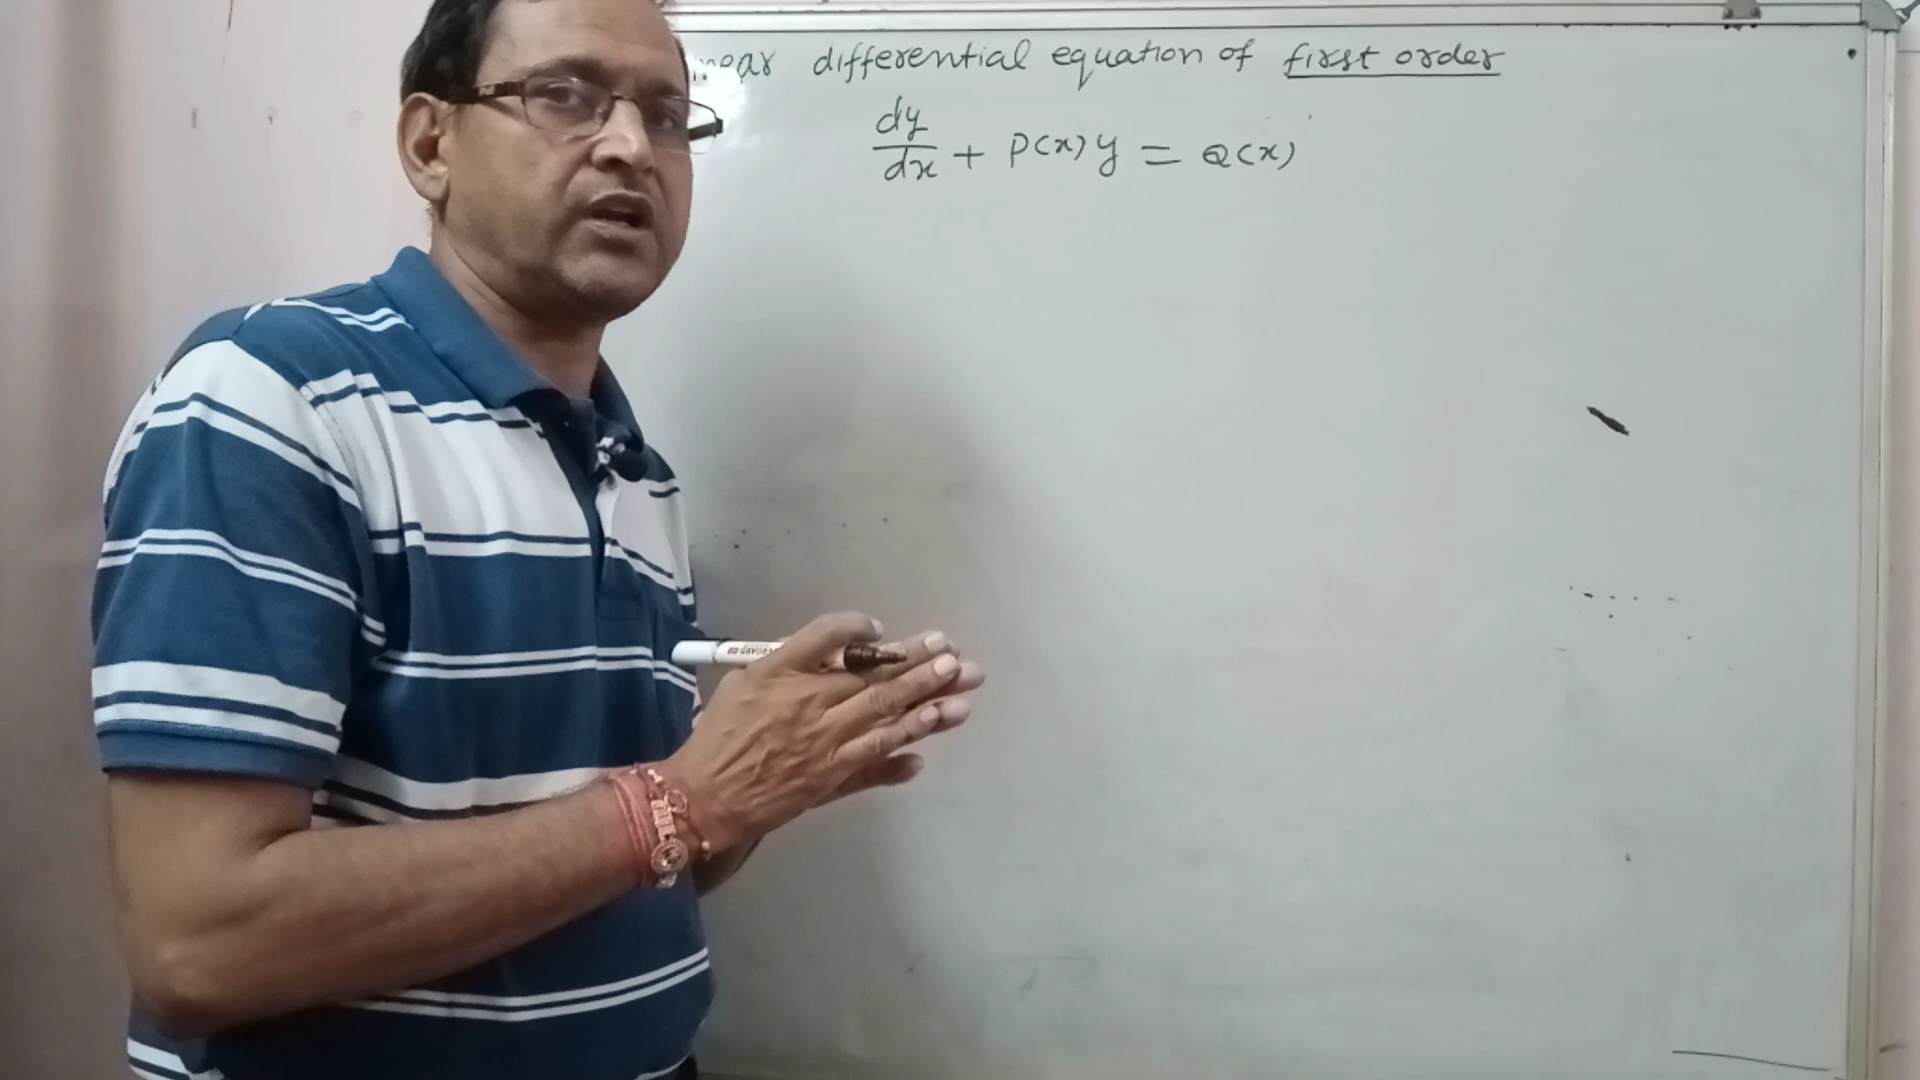 differential equation of first order
dy/dx + P(x) y = Q(x)